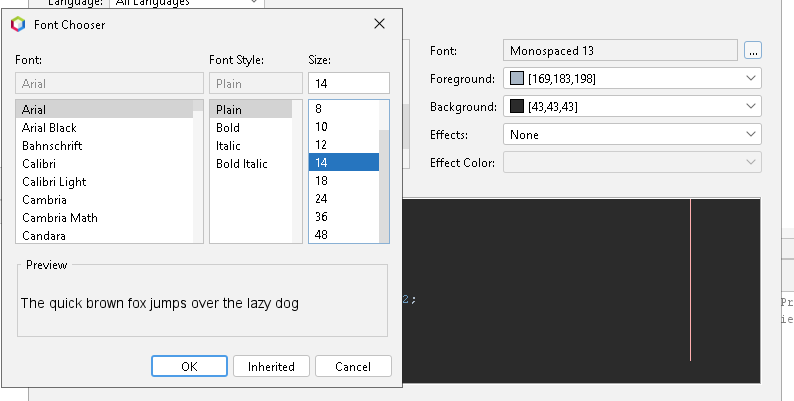 Language: All Languages
Font Chooser
Font:
Font Style:
Size:
Arial
Plain
14
Arial
Arial Black
Bahnschrift
Calibri
Calibri Light
Cambria
Cambria Math
Candara
Plain
Bold
Italic
Bold Italic
8
10
12
14
18
24
36
48
Preview
The quick brown fox jumps over the lazy dog
OK
Inherited
Cancel
Font: Monospaced 13 ...
Foreground: [169,183,198]
Background: [43,43,43]
Effects: None
Effect Color:
2;
Pr
ie